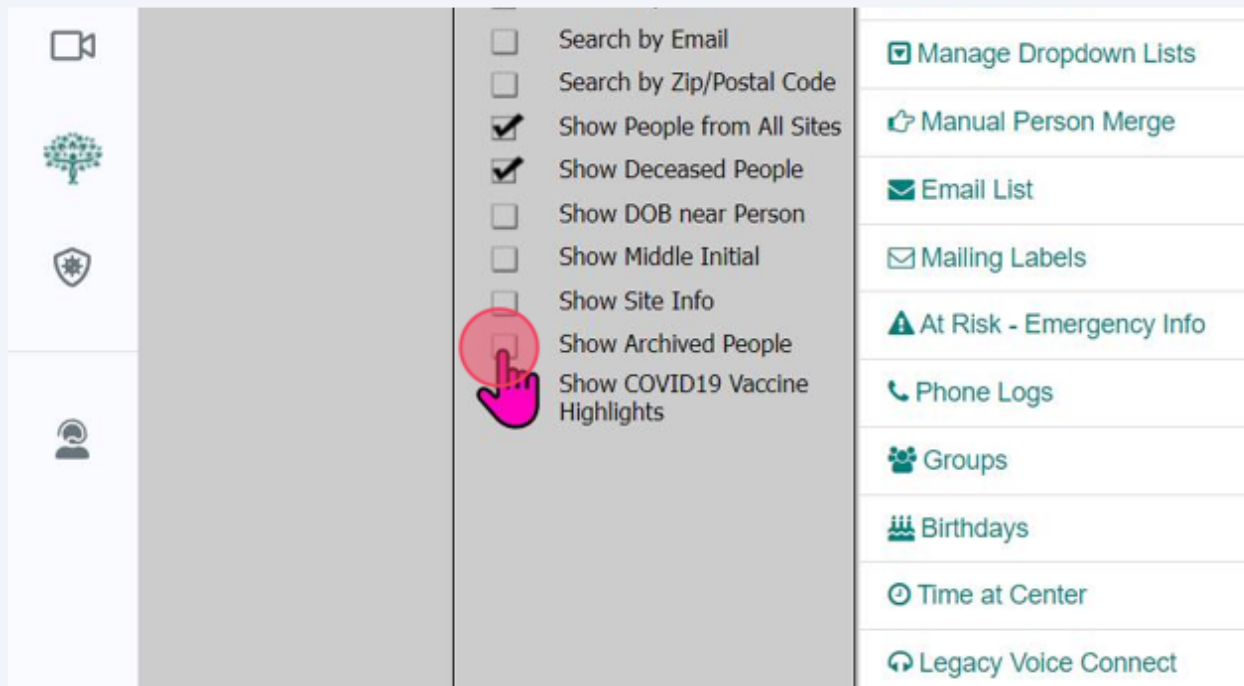 Search by Email
Search by Zip/Postal Code
Show People from All Sites
Show Deceased People
Show DOB near Person
Show Middle Initial
Show Site Info
Show Archived People
Show COVID19 Vaccine
Highlights
Manage Dropdown Lists
Manual Person Merge
Email List
Mailing Labels
At Risk - Emergency Info
Phone Logs
Groups
Birthdays
Time at Center
Legacy Voice Connect